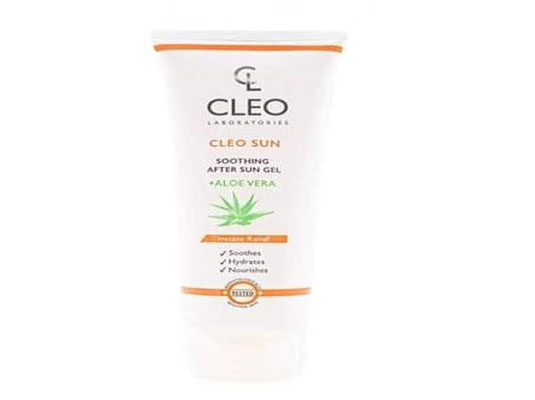 CL
CLEO
LABORATORIES
CLEO SUN
SOOTHING
AFTER SUN GEL
+ALOE VERA
Instant Relief
✓ Soothes
✓ Hydrates
✓ Nourishes
TESTED